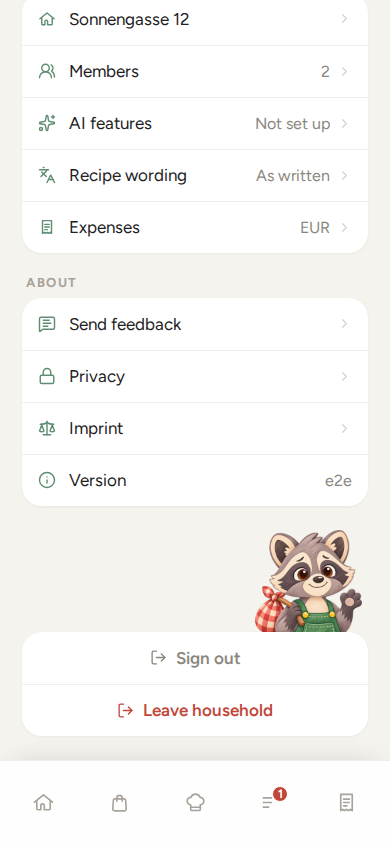 Sonnengasse 12
Members 2
AI features Not set up
Recipe wording As written
Expenses EUR
ABOUT
Send feedback
Privacy
Imprint
Version e2e
Sign out
Leave household
1